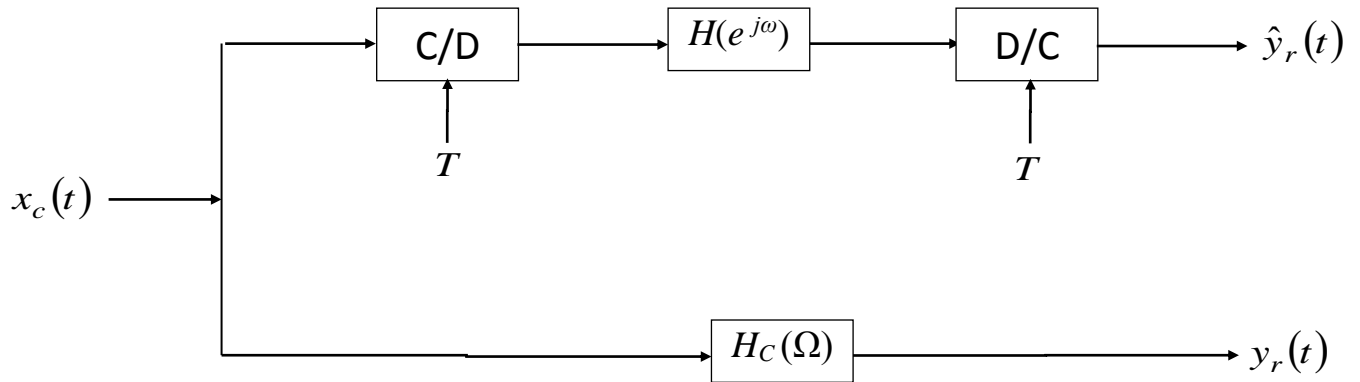 C/D
H(e^{jω})
D/C
ŷ_r(t)
T
T
x_c(t)
H_C(Ω)
y_r(t)